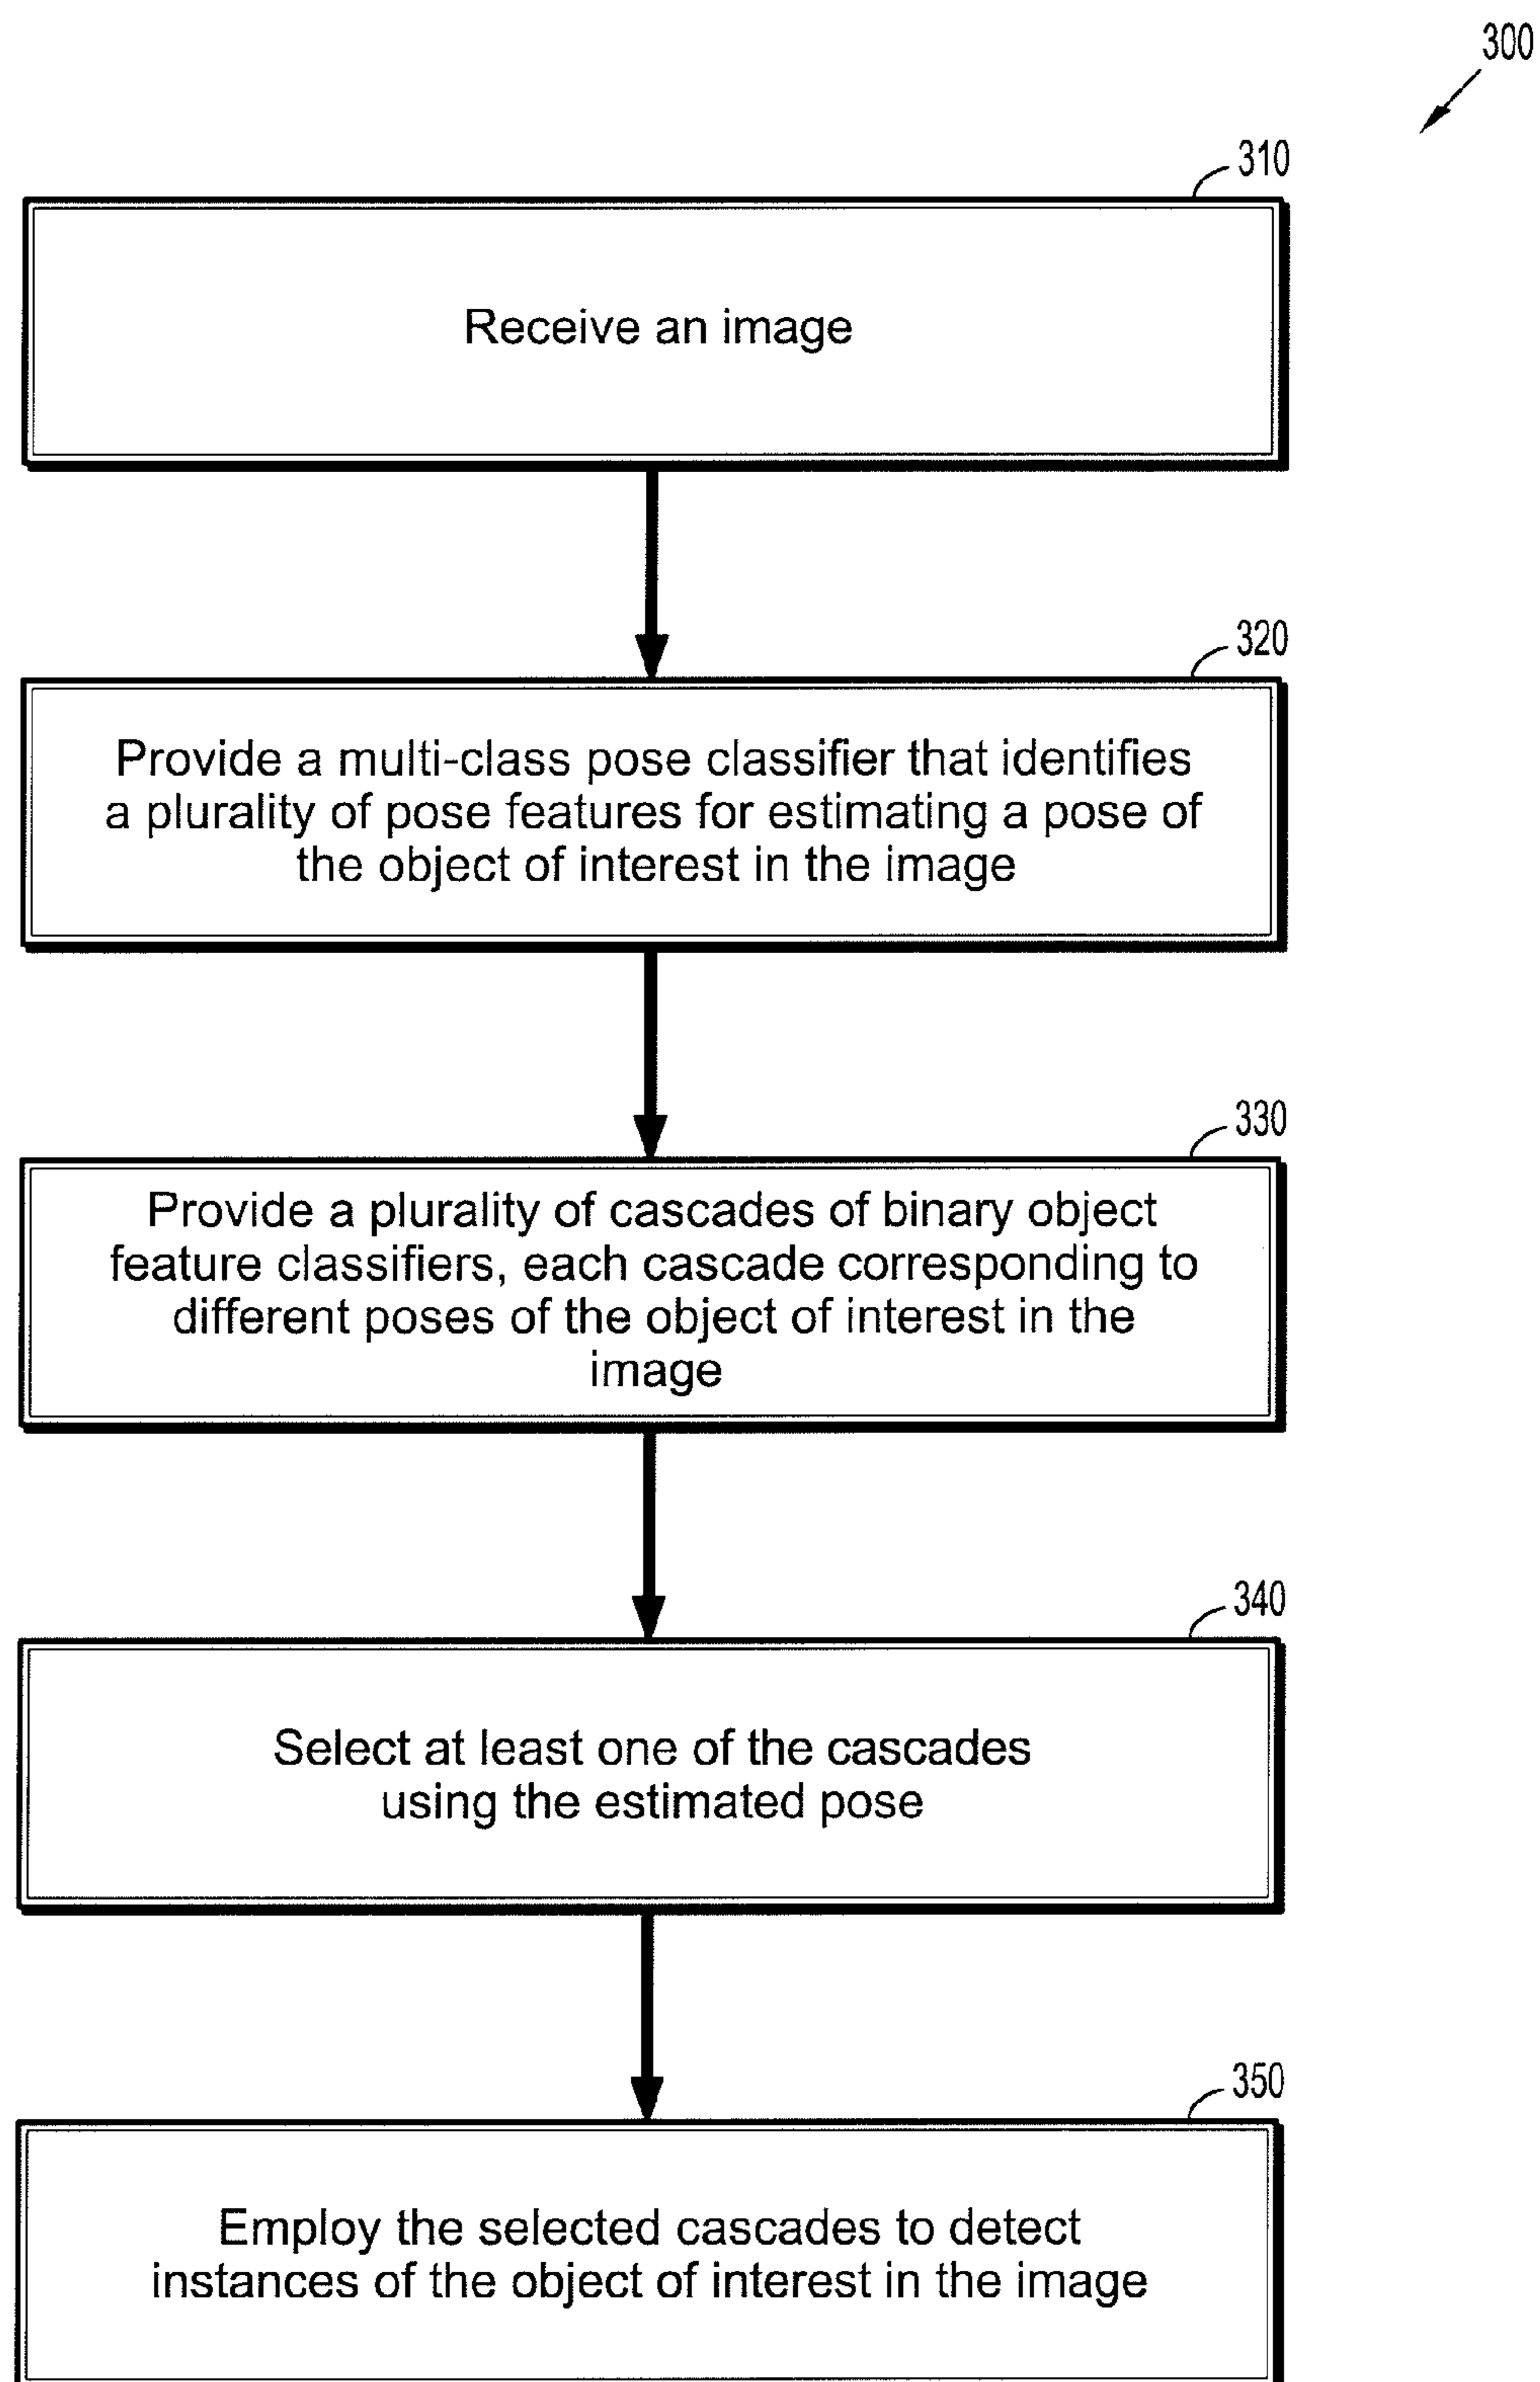 300
310
Receive an image
320
Provide a multi-class pose classifier that identifies
a plurality of pose features for estimating a pose of
the object of interest in the image
330
Provide a plurality of cascades of binary object
feature classifiers, each cascade corresponding to
different poses of the object of interest in the
image
340
Select at least one of the cascades
using the estimated pose
350
Employ the selected cascades to detect
instances of the object of interest in the image